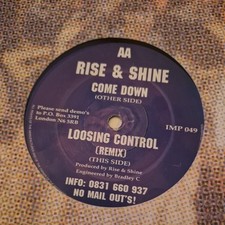 AA
RISE & SHINE
COME DOWN
(OTHER SIDE)
Please send demo's
to P.O. Box 3391
London N6 5RB
IMP 049
LOOSING CONTROL
(REMIX)
(THIS SIDE)
Produced by Rise & Shine
Engineered by Bradley C
INFO: 0831 660 937
NO MAIL OUT'S!